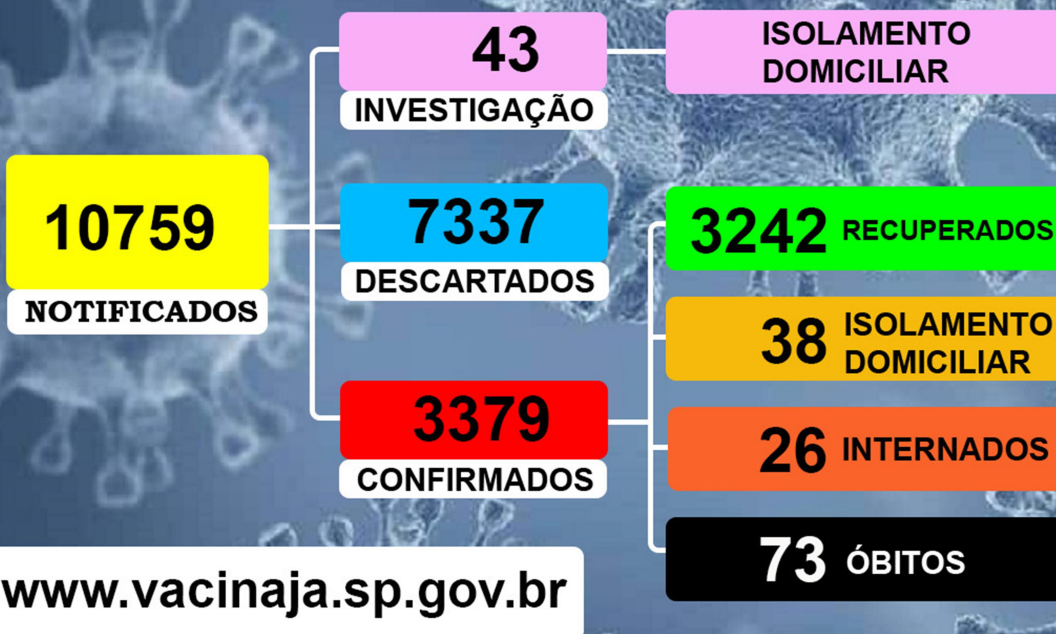 10759
NOTIFICADOS
43
INVESTIGAÇÃO
ISOLAMENTO
DOMICILIAR
7337
DESCARTADOS
3379
CONFIRMADOS
3242 RECUPERADOS
38 ISOLAMENTO
DOMICILIAR
26 INTERNADOS
73 ÓBITOS
www.vacinaja.sp.gov.br